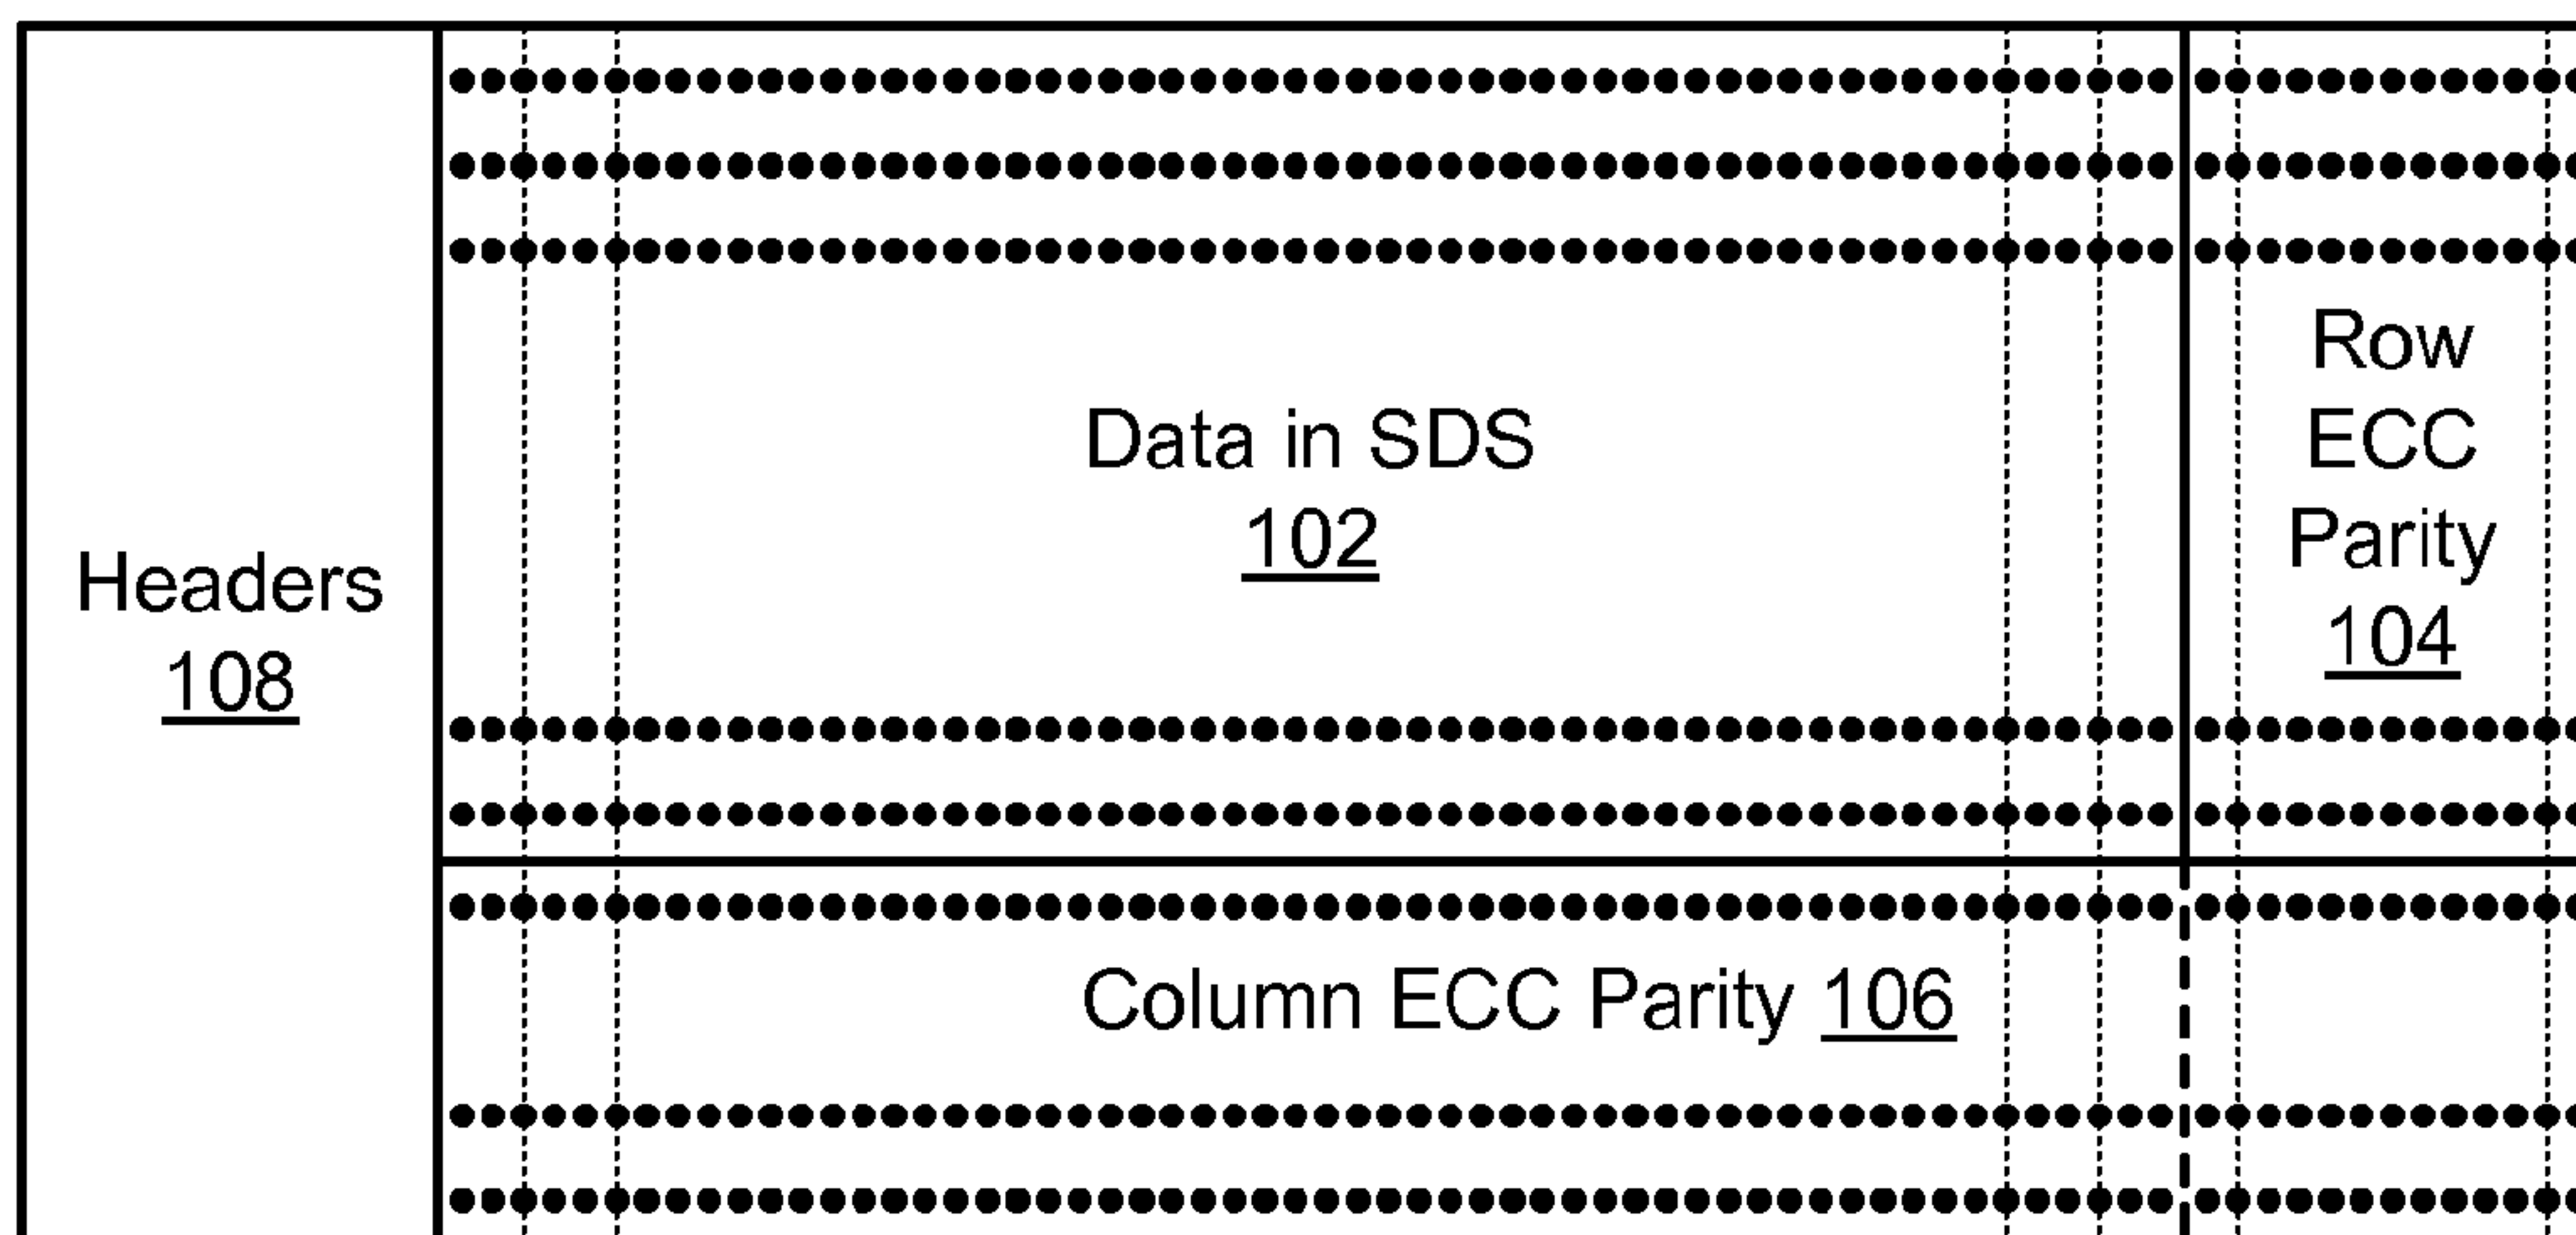 Headers
108
Data in SDS
102
Row
ECC
Parity
104
Column ECC Parity 106